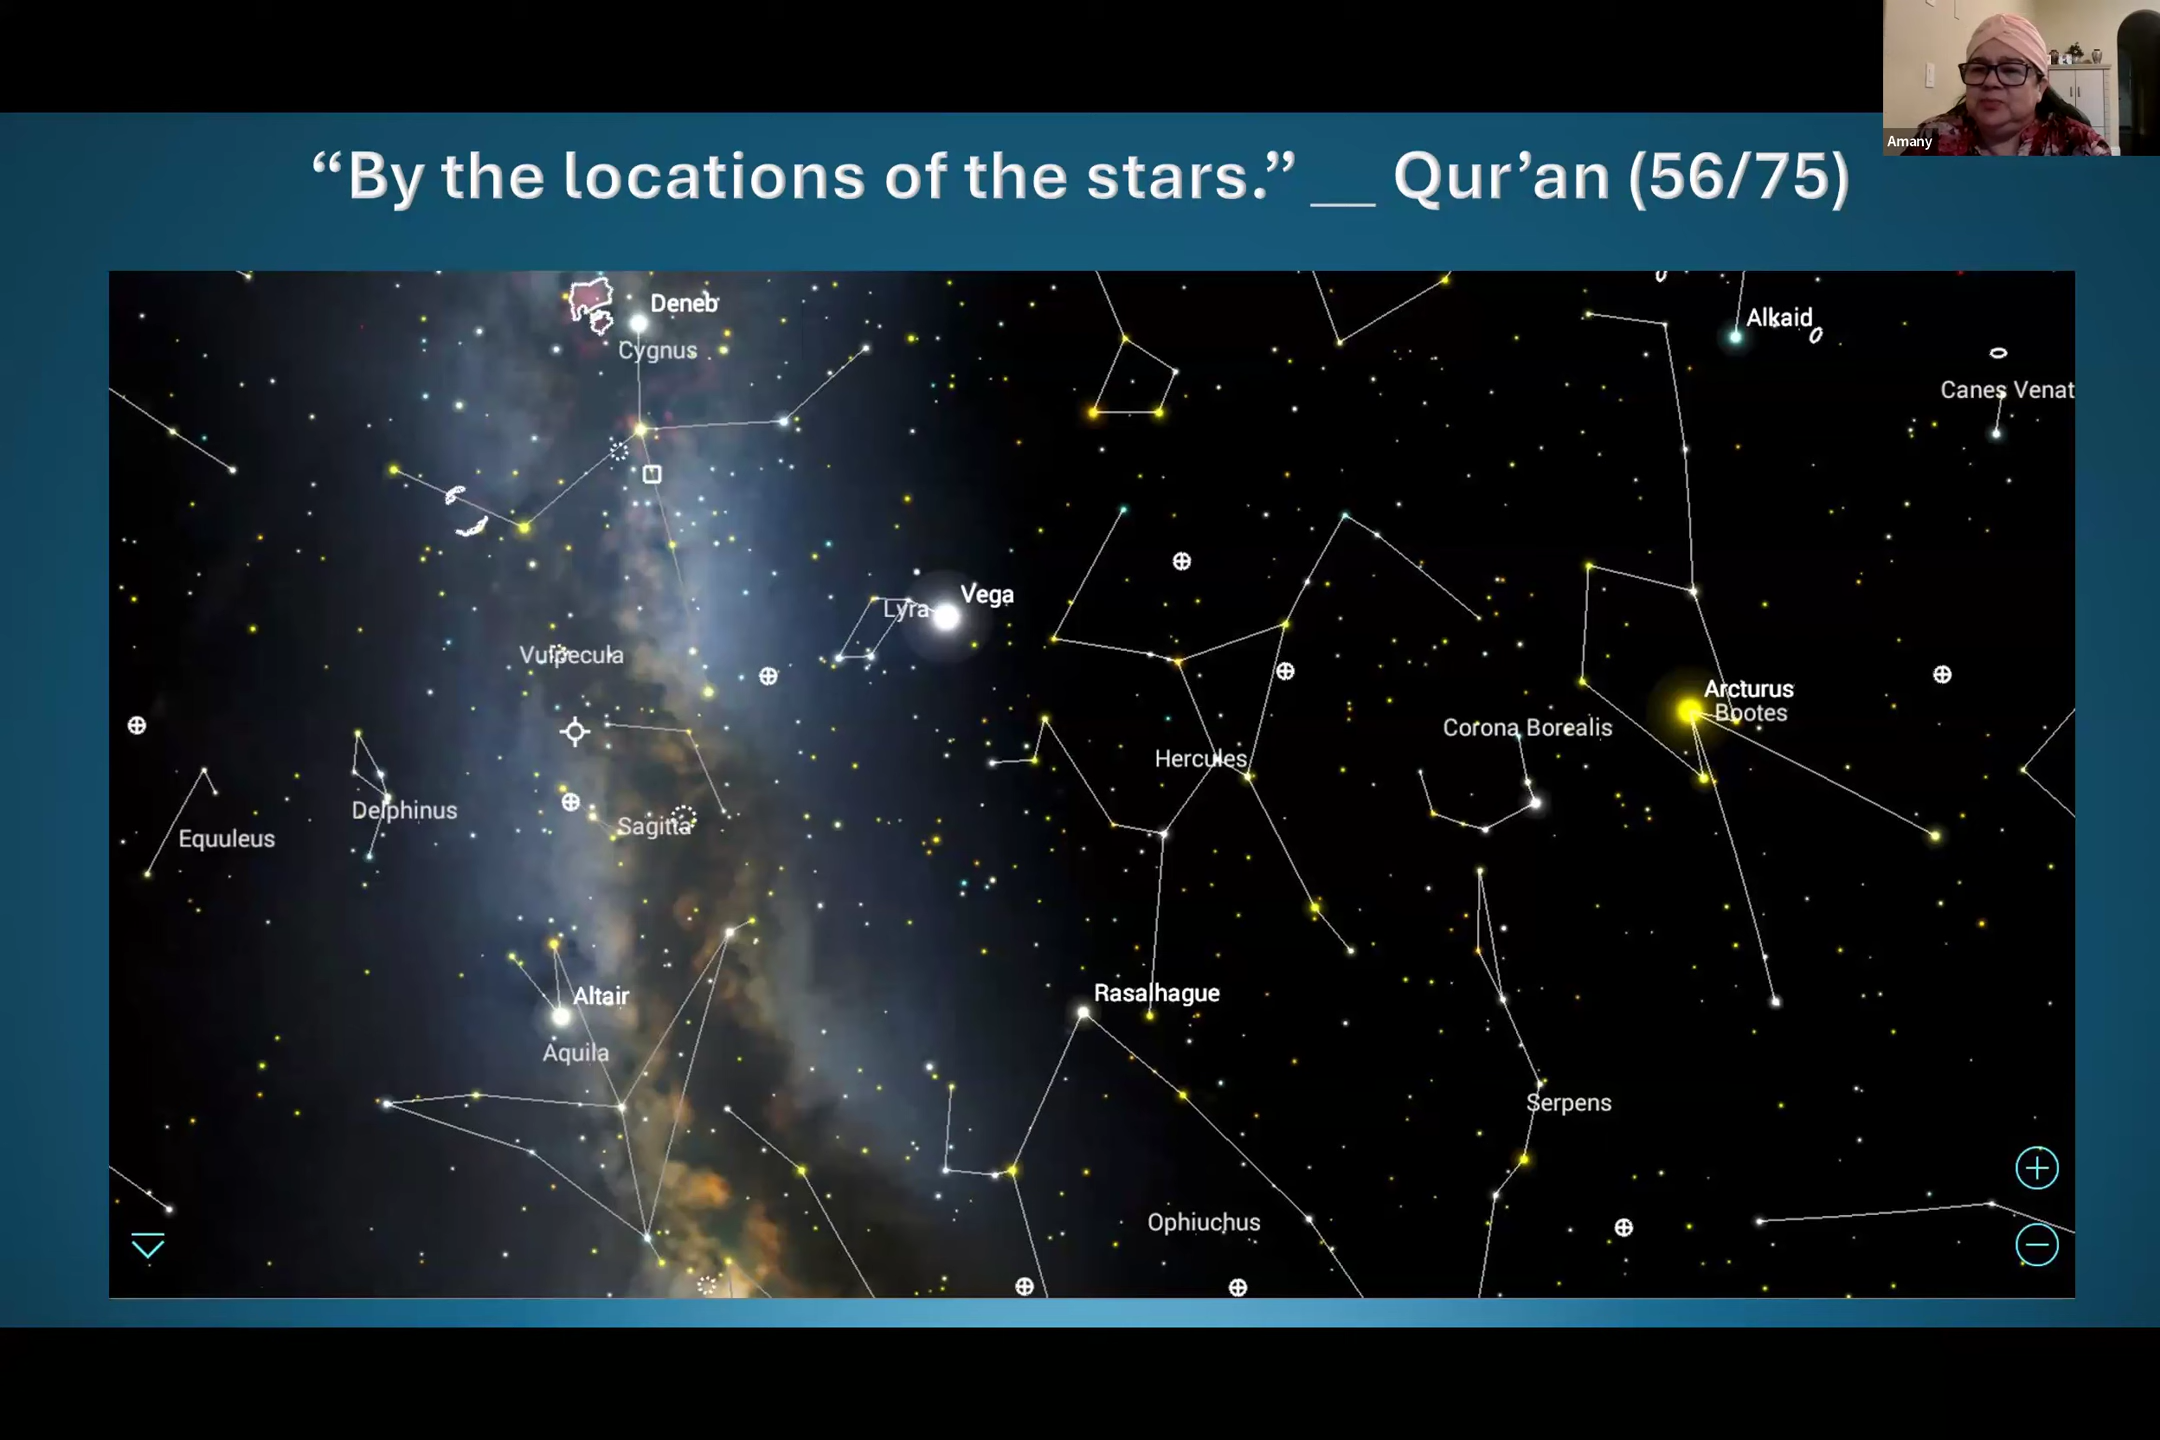 Amany
“By the locations of the stars.” __ Qur’an (56/75)
Deneb
Cygnus
Alkaid
Canes Venat
Vega
Lyra
Vulpecula
Arcturus
Bootes
Corona Borealis
Hercules
Delphinus
Equuleus
Sagitta
Altair
Rasalhague
Aquila
Serpens
Ophiuchus